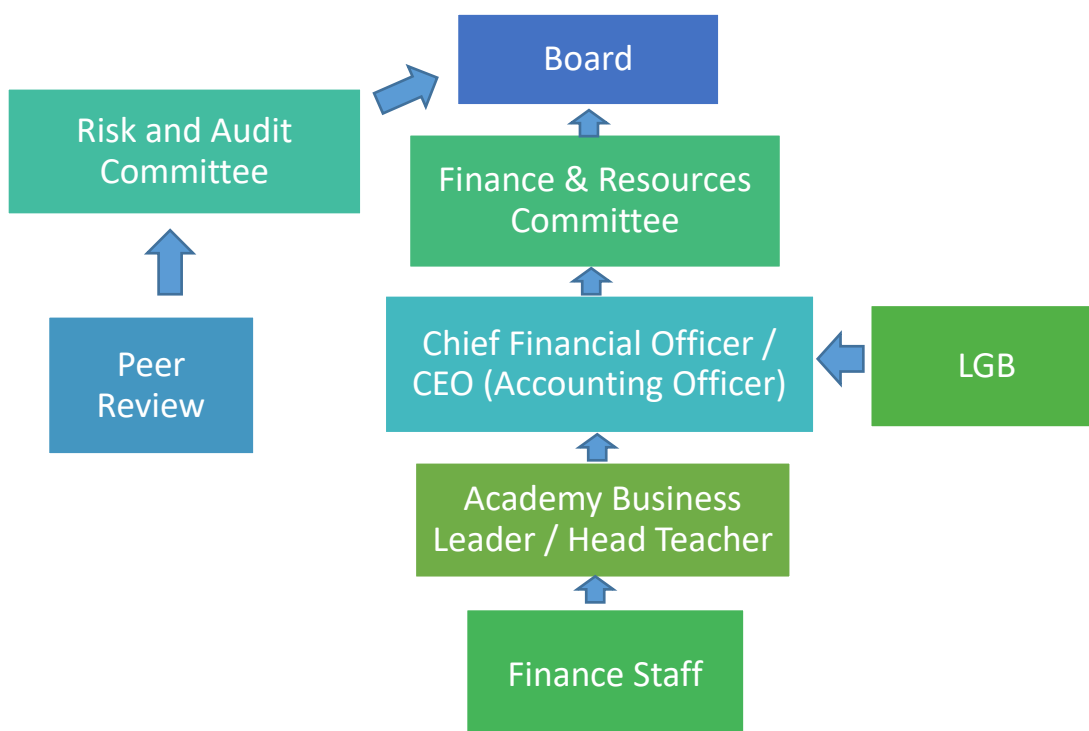 Board
Risk and Audit
Committee
Finance & Resources
Committee
Peer
Review
Chief Financial Officer /
CEO (Accounting Officer)
LGB
Academy Business
Leader / Head Teacher
Finance Staff